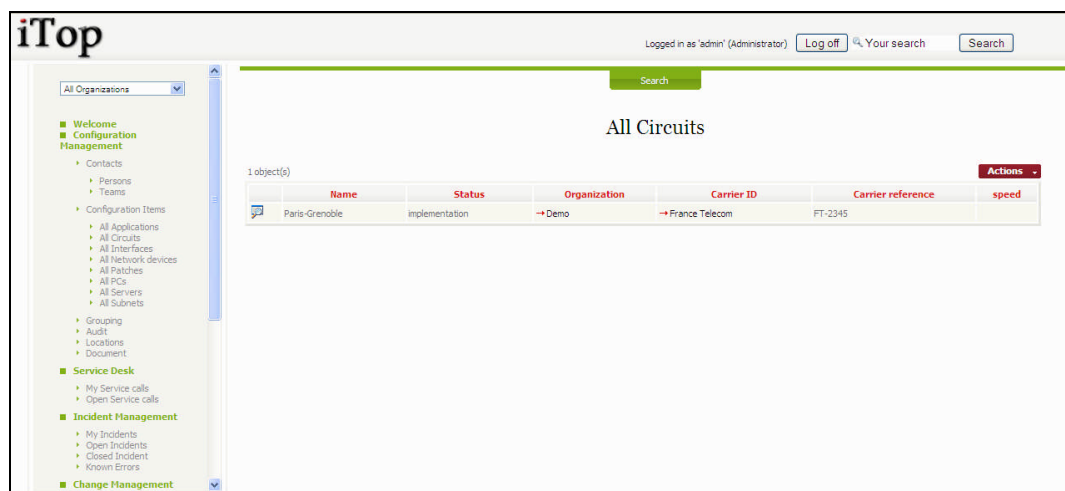 iTop
Logged in as 'admin' (Administrator) Log off Your search Search
All Organizations
Search
Welcome
Configuration
Management
Contacts
Persons
Teams
Configuration Items
All Applications
All Circuits
All Interfaces
All Network devices
All Patches
All PCs
All Servers
All Subnets
Grouping
Audit
Locations
Document
Service Desk
My Service calls
Open Service calls
Incident Management
My Incidents
Open Incidents
Closed Incident
Known Errors
Change Management
All Circuits
1 object(s) Actions
Name Status Organization Carrier ID Carrier reference speed
Paris-Grenoble implementation Demo France Telecom FT-2345